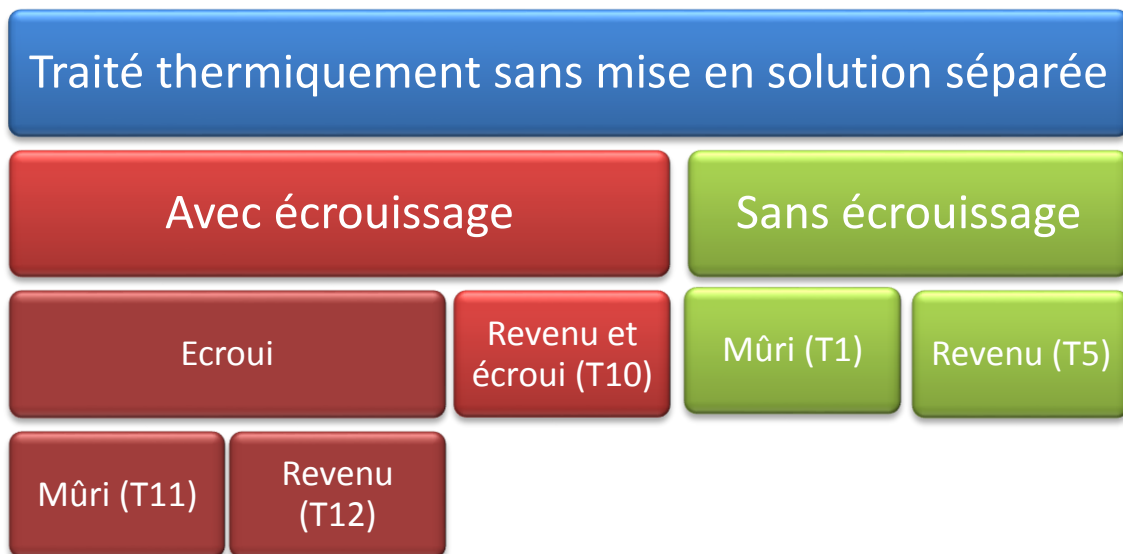 Traité thermiquement sans mise en solution séparée
Avec écrouissage
Sans écrouissage
Ecroui
Revenu et
écroui (T10)
Mûri (T1)
Revenu (T5)
Mûri (T11)
Revenu
(T12)